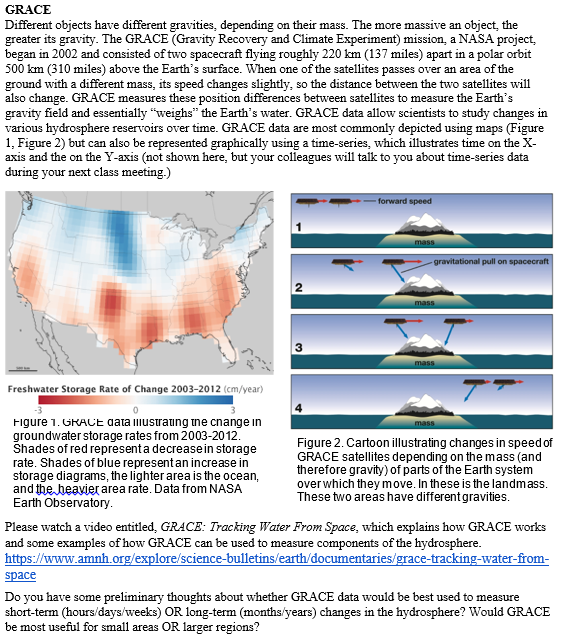 GRACE
Different objects have different gravities, depending on their mass. The more massive an object, the
greater its gravity. The GRACE (Gravity Recovery and Climate Experiment) mission, a NASA project,
began in 2002 and consisted of two spacecraft flying roughly 220 km (137 miles) apart in a polar orbit
500 km (310 miles) above the Earth's surface. When one of the satellites passes over an area of the
ground with a different mass, its speed changes slightly, so the distance between the two satellites will
also change. GRACE measures these position differences between satellites to measure the Earth's
gravity field and essentially “weighs” the Earth's water. GRACE data allow scientists to study changes in
various hydrosphere reservoirs over time. GRACE data are most commonly depicted using maps (Figure
1, Figure 2) but can also be represented graphically using a time-series, which illustrates time on the X-
axis and the on the Y-axis (not shown here, but your colleagues will talk to you about time-series data
during your next class meeting.)
Freshwater Storage Rate of Change 2003-2012 (cm/year)
-3 0 3
Figure 1. GRACE data illustrating the change in
groundwater storage rates from 2003-2012.
Shades of red represent a decrease in storage
rate. Shades of blue represent an increase in
storage diagrams, the lighter area is the ocean,
and the heavier area rate. Data from NASA
Earth Observatory.
forward speed
1
mass
gravitational pull on spacecraft
2
mass
3
mass
4
mass
Figure 2. Cartoon illustrating changes in speed of
GRACE satellites depending on the mass (and
therefore gravity) of parts of the Earth system
over which they move. In these is the landmass.
These two areas have different gravities.
Please watch a video entitled, GRACE: Tracking Water From Space, which explains how GRACE works
and some examples of how GRACE can be used to measure components of the hydrosphere.
https://www.amnh.org/explore/science-bulletins/earth/documentaries/grace-tracking-water-from-
space
Do you have some preliminary thoughts about whether GRACE data would be best used to measure
short-term (hours/days/weeks) OR long-term (months/years) changes in the hydrosphere? Would GRACE
be most useful for small areas OR larger regions?